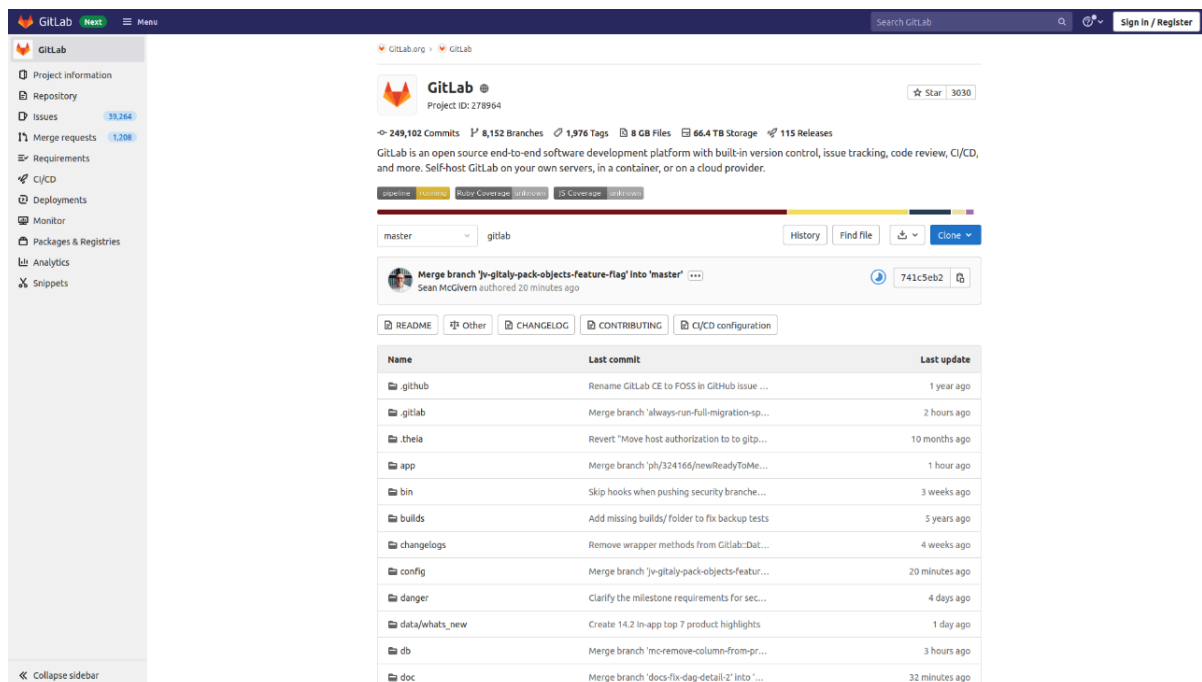 GitLab Next Menu Search GitLab Sign in / Register
GitLab
Project information
Repository
Issues 39,264
Merge requests 1,208
Requirements
CI/CD
Deployments
Monitor
Packages & Registries
Analytics
Snippets
Collapse sidebar
GitLab.org > GitLab
GitLab
Project ID: 278964
Star 3030
249,102 Commits 8,152 Branches 1,976 Tags 8 GB Files 66.4 TB Storage 115 Releases
GitLab is an open source end-to-end software development platform with built-in version control, issue tracking, code review, CI/CD,
and more. Self-host GitLab on your own servers, in a container, or on a cloud provider.
pipeline running Ruby Coverage unknown JS Coverage unknown
master gitlab History Find file Clone
Merge branch 'jv-gitaly-pack-objects-feature-flag' into 'master'
Sean McGivern authored 20 minutes ago
741c5eb2
README Other CHANGELOG CONTRIBUTING CI/CD configuration
Name Last commit Last update
.github Rename GitLab CE to FOSS in GitHub issue ... 1 year ago
.gitlab Merge branch 'always-run-full-migration-sp... 2 hours ago
.theia Revert "Move host authorization to to gitp... 10 months ago
app Merge branch 'ph/324166/newReadyToMe... 1 hour ago
bin Skip hooks when pushing security branche... 3 weeks ago
builds Add missing builds/ folder to fix backup tests 5 years ago
changelogs Remove wrapper methods from Gitlab::Dat... 4 weeks ago
config Merge branch 'jv-gitaly-pack-objects-featur... 20 minutes ago
danger Clarify the milestone requirements for sec... 4 days ago
data/whats_new Create 14.2 in-app top 7 product highlights 1 day ago
db Merge branch 'mc-remove-column-from-pr... 3 hours ago
doc Merge branch 'docs-fix-dag-detail-2' into '... 32 minutes ago